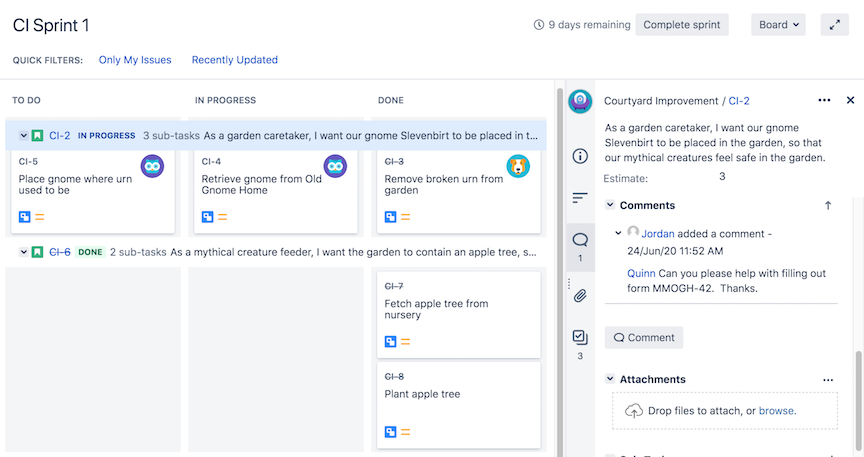 CI Sprint 1
9 days remaining
Complete sprint
Board
QUICK FILTERS:
Only My Issues
Recently Updated
TO DO
IN PROGRESS
DONE
CI-2 IN PROGRESS 3 sub-tasks As a garden caretaker, I want our gnome Slevenbirt to be placed in t...
CI-5
Place gnome where urn
used to be
CI-4
Retrieve gnome from Old
Gnome Home
CI-3
Remove broken urn from
garden
CI-6 DONE 2 sub-tasks As a mythical creature feeder, I want the garden to contain an apple tree, s...
CI-7
Fetch apple tree from
nursery
CI-8
Plant apple tree
Courtyard Improvement / CI-2
As a garden caretaker, I want our gnome
Slevenbirt to be placed in the garden, so that
our mythical creatures feel safe in the garden.
Estimate: 3
Comments
Jordan added a comment -
24/Jun/20 11:52 AM
Quinn Can you please help with filling out
form MMOGH-42. Thanks.
1
3
Comment
Attachments
Drop files to attach, or browse.